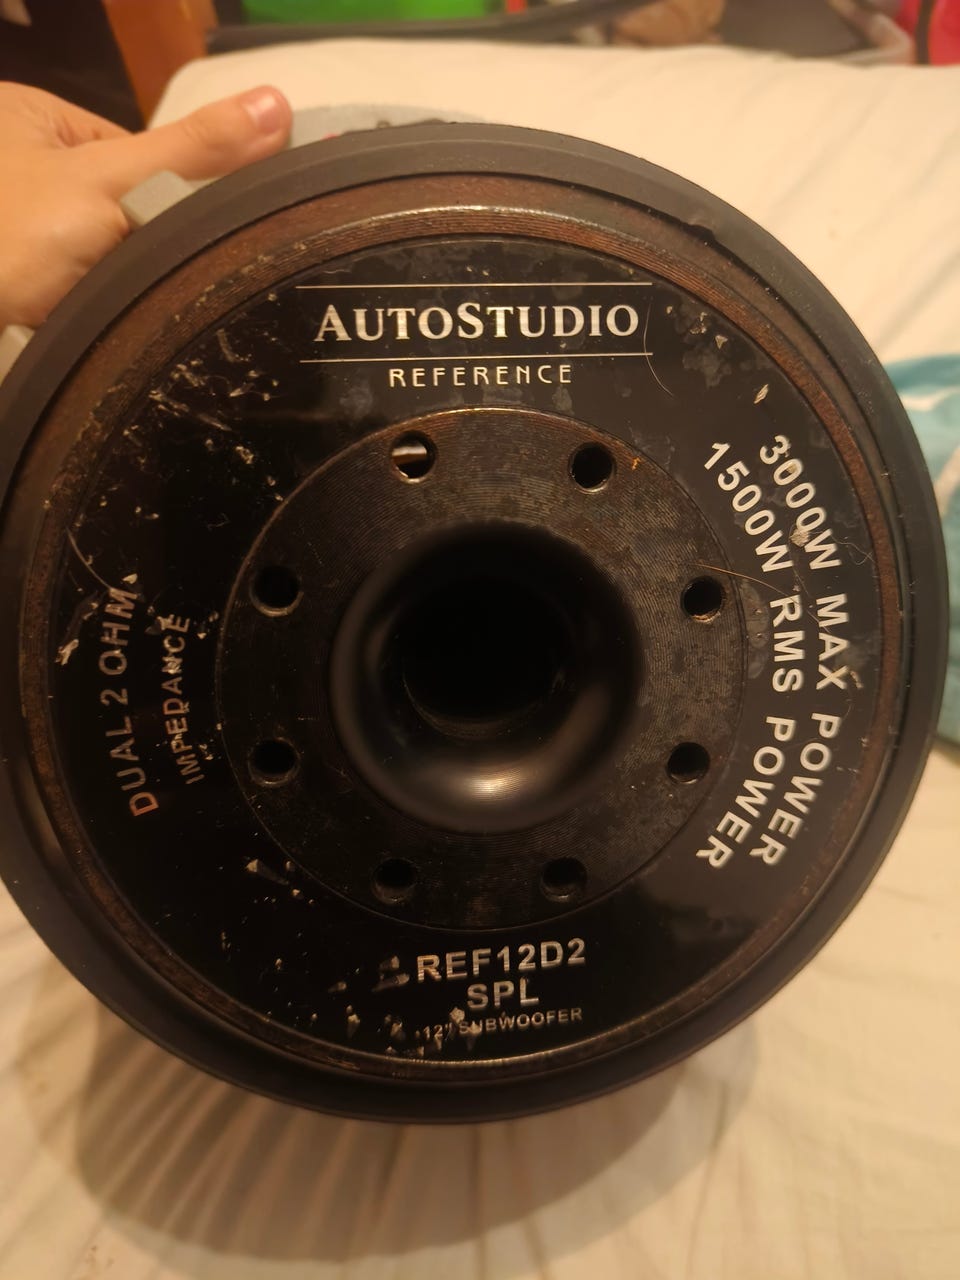 AUTOSTUDIO
REFERENCE
3000W MAX POWER
1500W RMS POWER
DUAL 2 OHM
IMPEDANCE
REF12D2
SPL
12" SUBWOOFER